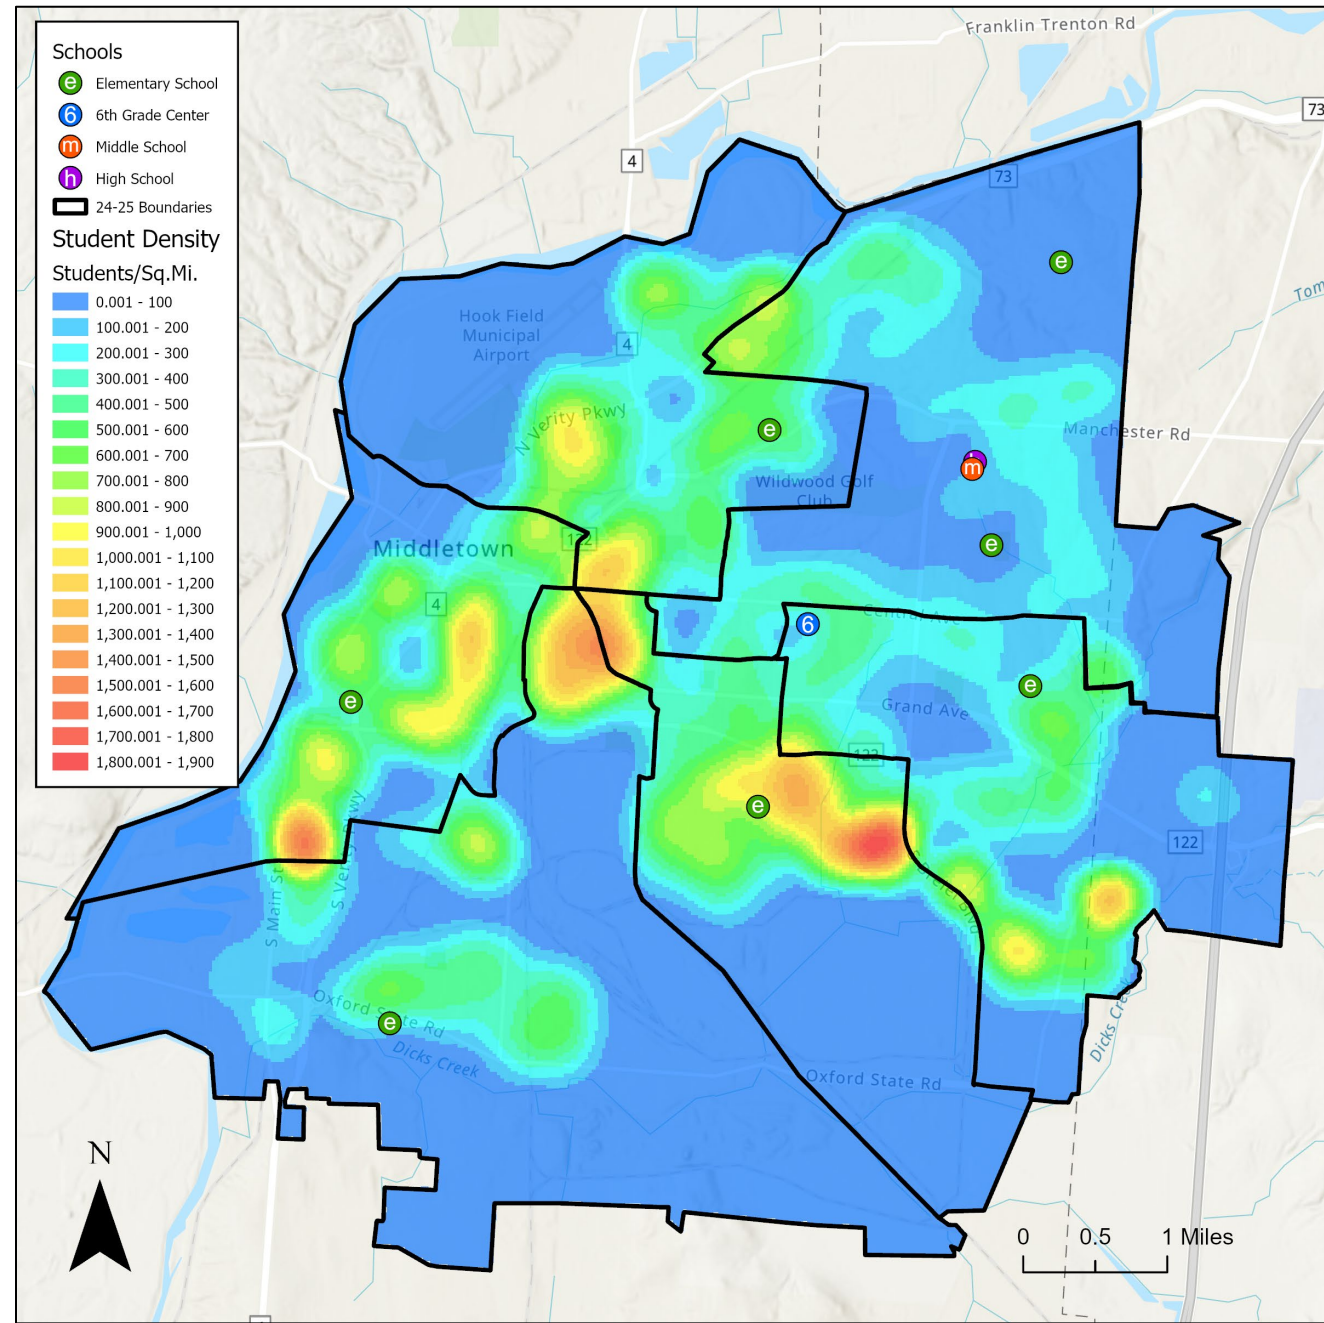 Schools
e Elementary School
6 6th Grade Center
m Middle School
h High School
24-25 Boundaries
Student Density
Students/Sq.Mi.
0.001 - 100
100.001 - 200
200.001 - 300
300.001 - 400
400.001 - 500
500.001 - 600
600.001 - 700
700.001 - 800
800.001 - 900
900.001 - 1,000
1,000.001 - 1,100
1,100.001 - 1,200
1,200.001 - 1,300
1,300.001 - 1,400
1,400.001 - 1,500
1,500.001 - 1,600
1,600.001 - 1,700
1,700.001 - 1,800
1,800.001 - 1,900
Franklin Trenton Rd
73
4
73
e
Tom
Hook Field
Municipal
Airport
4
N Verity Pkwy
e
Manchester Rd
m
Wildwood Golf
Club
122
Middletown
e
4
Central Ave
6
e
e
Grand Ave
122
e
122
S Verity Pkwy
S Main St
S Breiel Blvd
Oxford State Rd
e
Dicks Creek
Dicks Creek
Oxford State Rd
N
0 0.5 1 Miles